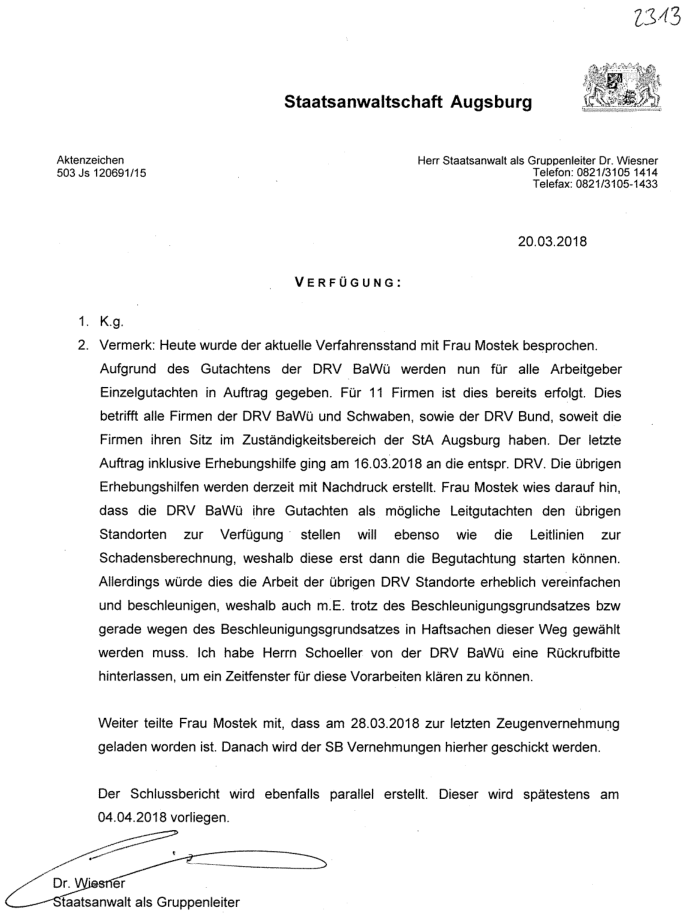 2313
Staatsanwaltschaft Augsburg
Aktenzeichen
503 Js 120691/15
Herr Staatsanwalt als Gruppenleiter Dr. Wiesner
Telefon: 0821/3105 1414
Telefax: 0821/3105-1433
20.03.2018
VERFÜGUNG:
1. K.g.
2. Vermerk: Heute wurde der aktuelle Verfahrensstand mit Frau Mostek besprochen.
Aufgrund des Gutachtens der DRV BaWü werden nun für alle Arbeitgeber
Einzelgutachten in Auftrag gegeben. Für 11 Firmen ist dies bereits erfolgt. Dies
betrifft alle Firmen der DRV BaWü und Schwaben, sowie der DRV Bund, soweit die
Firmen ihren Sitz im Zuständigkeitsbereich der StA Augsburg haben. Der letzte
Auftrag inklusive Erhebungshilfe ging am 16.03.2018 an die entspr. DRV. Die übrigen
Erhebungshilfen werden derzeit mit Nachdruck erstellt. Frau Mostek wies darauf hin,
dass die DRV BaWü ihre Gutachten als mögliche Leitgutachten den übrigen
Standorten zur Verfügung stellen will ebenso wie die Leitlinien zur
Schadensberechnung, weshalb diese erst dann die Begutachtung starten können.
Allerdings würde dies die Arbeit der übrigen DRV Standorte erheblich vereinfachen
und beschleunigen, weshalb auch m.E. trotz des Beschleunigungsgrundsatzes bzw
gerade wegen des Beschleunigungsgrundsatzes in Haftsachen dieser Weg gewählt
werden muss. Ich habe Herrn Schoeller von der DRV BaWü eine Rückrufbitte
hinterlassen, um ein Zeitfenster für diese Vorarbeiten klären zu können.
Weiter teilte Frau Mostek mit, dass am 28.03.2018 zur letzten Zeugenvernehmung
geladen worden ist. Danach wird der SB Vernehmungen hierher geschickt werden.
Der Schlussbericht wird ebenfalls parallel erstellt. Dieser wird spätestens am
04.04.2018 vorliegen.
Dr. Wiesner
Staatsanwalt als Gruppenleiter